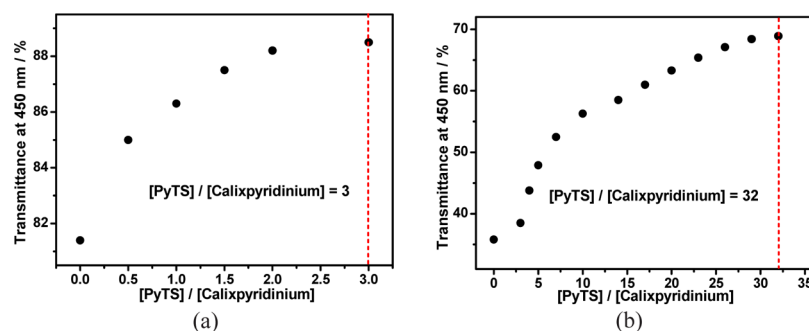 Transmittance at 450 nm / %
88
86
84
82
0.0 0.5 1.0 1.5 2.0 2.5 3.0
[PyTS] / [Calixpyridinium] = 3
[PyTS] / [Calixpyridinium]
(a)
Transmittance at 450 nm / %
70
60
50
40
0 5 10 15 20 25 30 35
[PyTS] / [Calixpyridinium] = 32
[PyTS] / [Calixpyridinium]
(b)